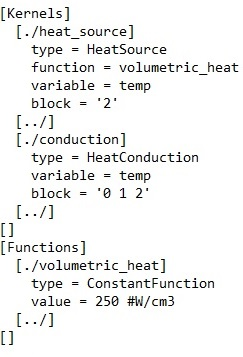 [Kernels]
  [./heat_source]
    type = HeatSource
    function = volumetric_heat
    variable = temp
    block = '2'
  [../]
  [./conduction]
    type = HeatConduction
    variable = temp
    block = '0 1 2'
  [../]
[]
[Functions]
  [./volumetric_heat]
    type = ConstantFunction
    value = 250 #W/cm3
  [../]
[]